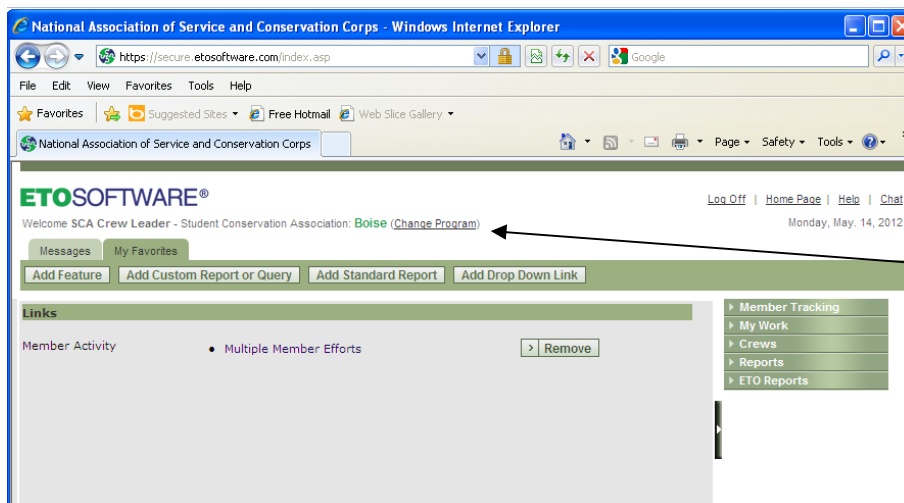 National Association of Service and Conservation Corps - Windows Internet Explorer
https://secure.etosoftware.com/index.asp
Google
File Edit View Favorites Tools Help
Favorites Suggested Sites Free Hotmail Web Slice Gallery
National Association of Service and Conservation Corps
Page Safety Tools
ETOSOFTWARE®
Log Off | Home Page | Help | Chat
Welcome SCA Crew Leader - Student Conservation Association: Boise (Change Program)
Monday, May. 14, 2012
Messages My Favorites
Add Feature Add Custom Report or Query Add Standard Report Add Drop Down Link
Links
Member Activity
• Multiple Member Efforts
> Remove
Member Tracking
My Work
Crews
Reports
ETO Reports